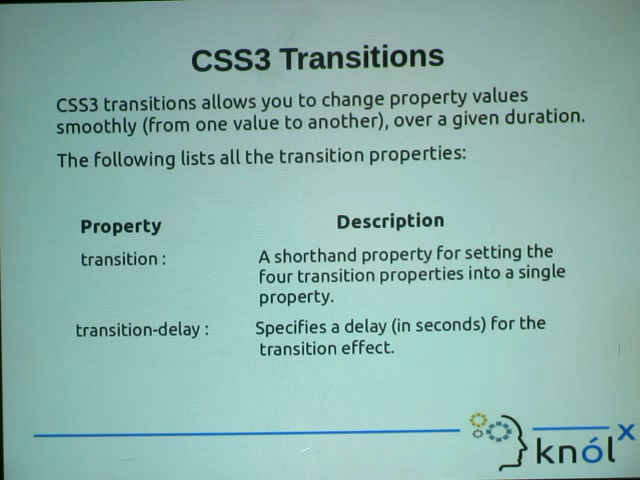 CSS3 Transitions
CSS3 transitions allows you to change property values
smoothly (from one value to another), over a given duration.
The following lists all the transition properties:
Property Description
transition : A shorthand property for setting the
four transition properties into a single
property.
transition-delay : Specifies a delay (in seconds) for the
transition effect.
knólx